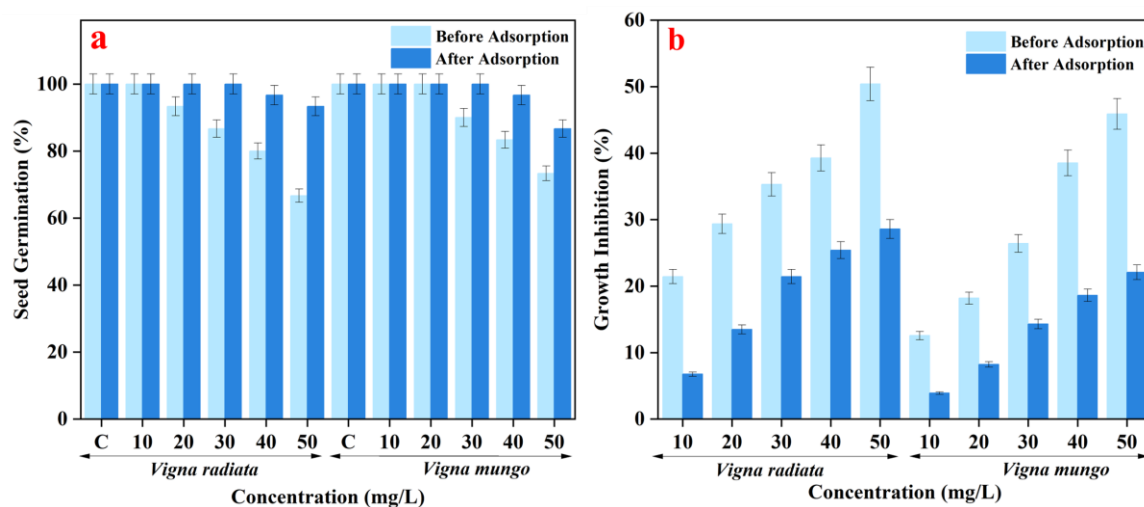 a
Before Adsorption
After Adsorption
Seed Germination (%)
100
80
60
40
20
0
C 10 20 30 40 50 C 10 20 30 40 50
Vigna radiata Vigna mungo
Concentration (mg/L)
b
Before Adsorption
After Adsorption
Growth Inhibition (%)
60
50
40
30
20
10
0
10 20 30 40 50 10 20 30 40 50
Vigna radiata Vigna mungo
Concentration (mg/L)